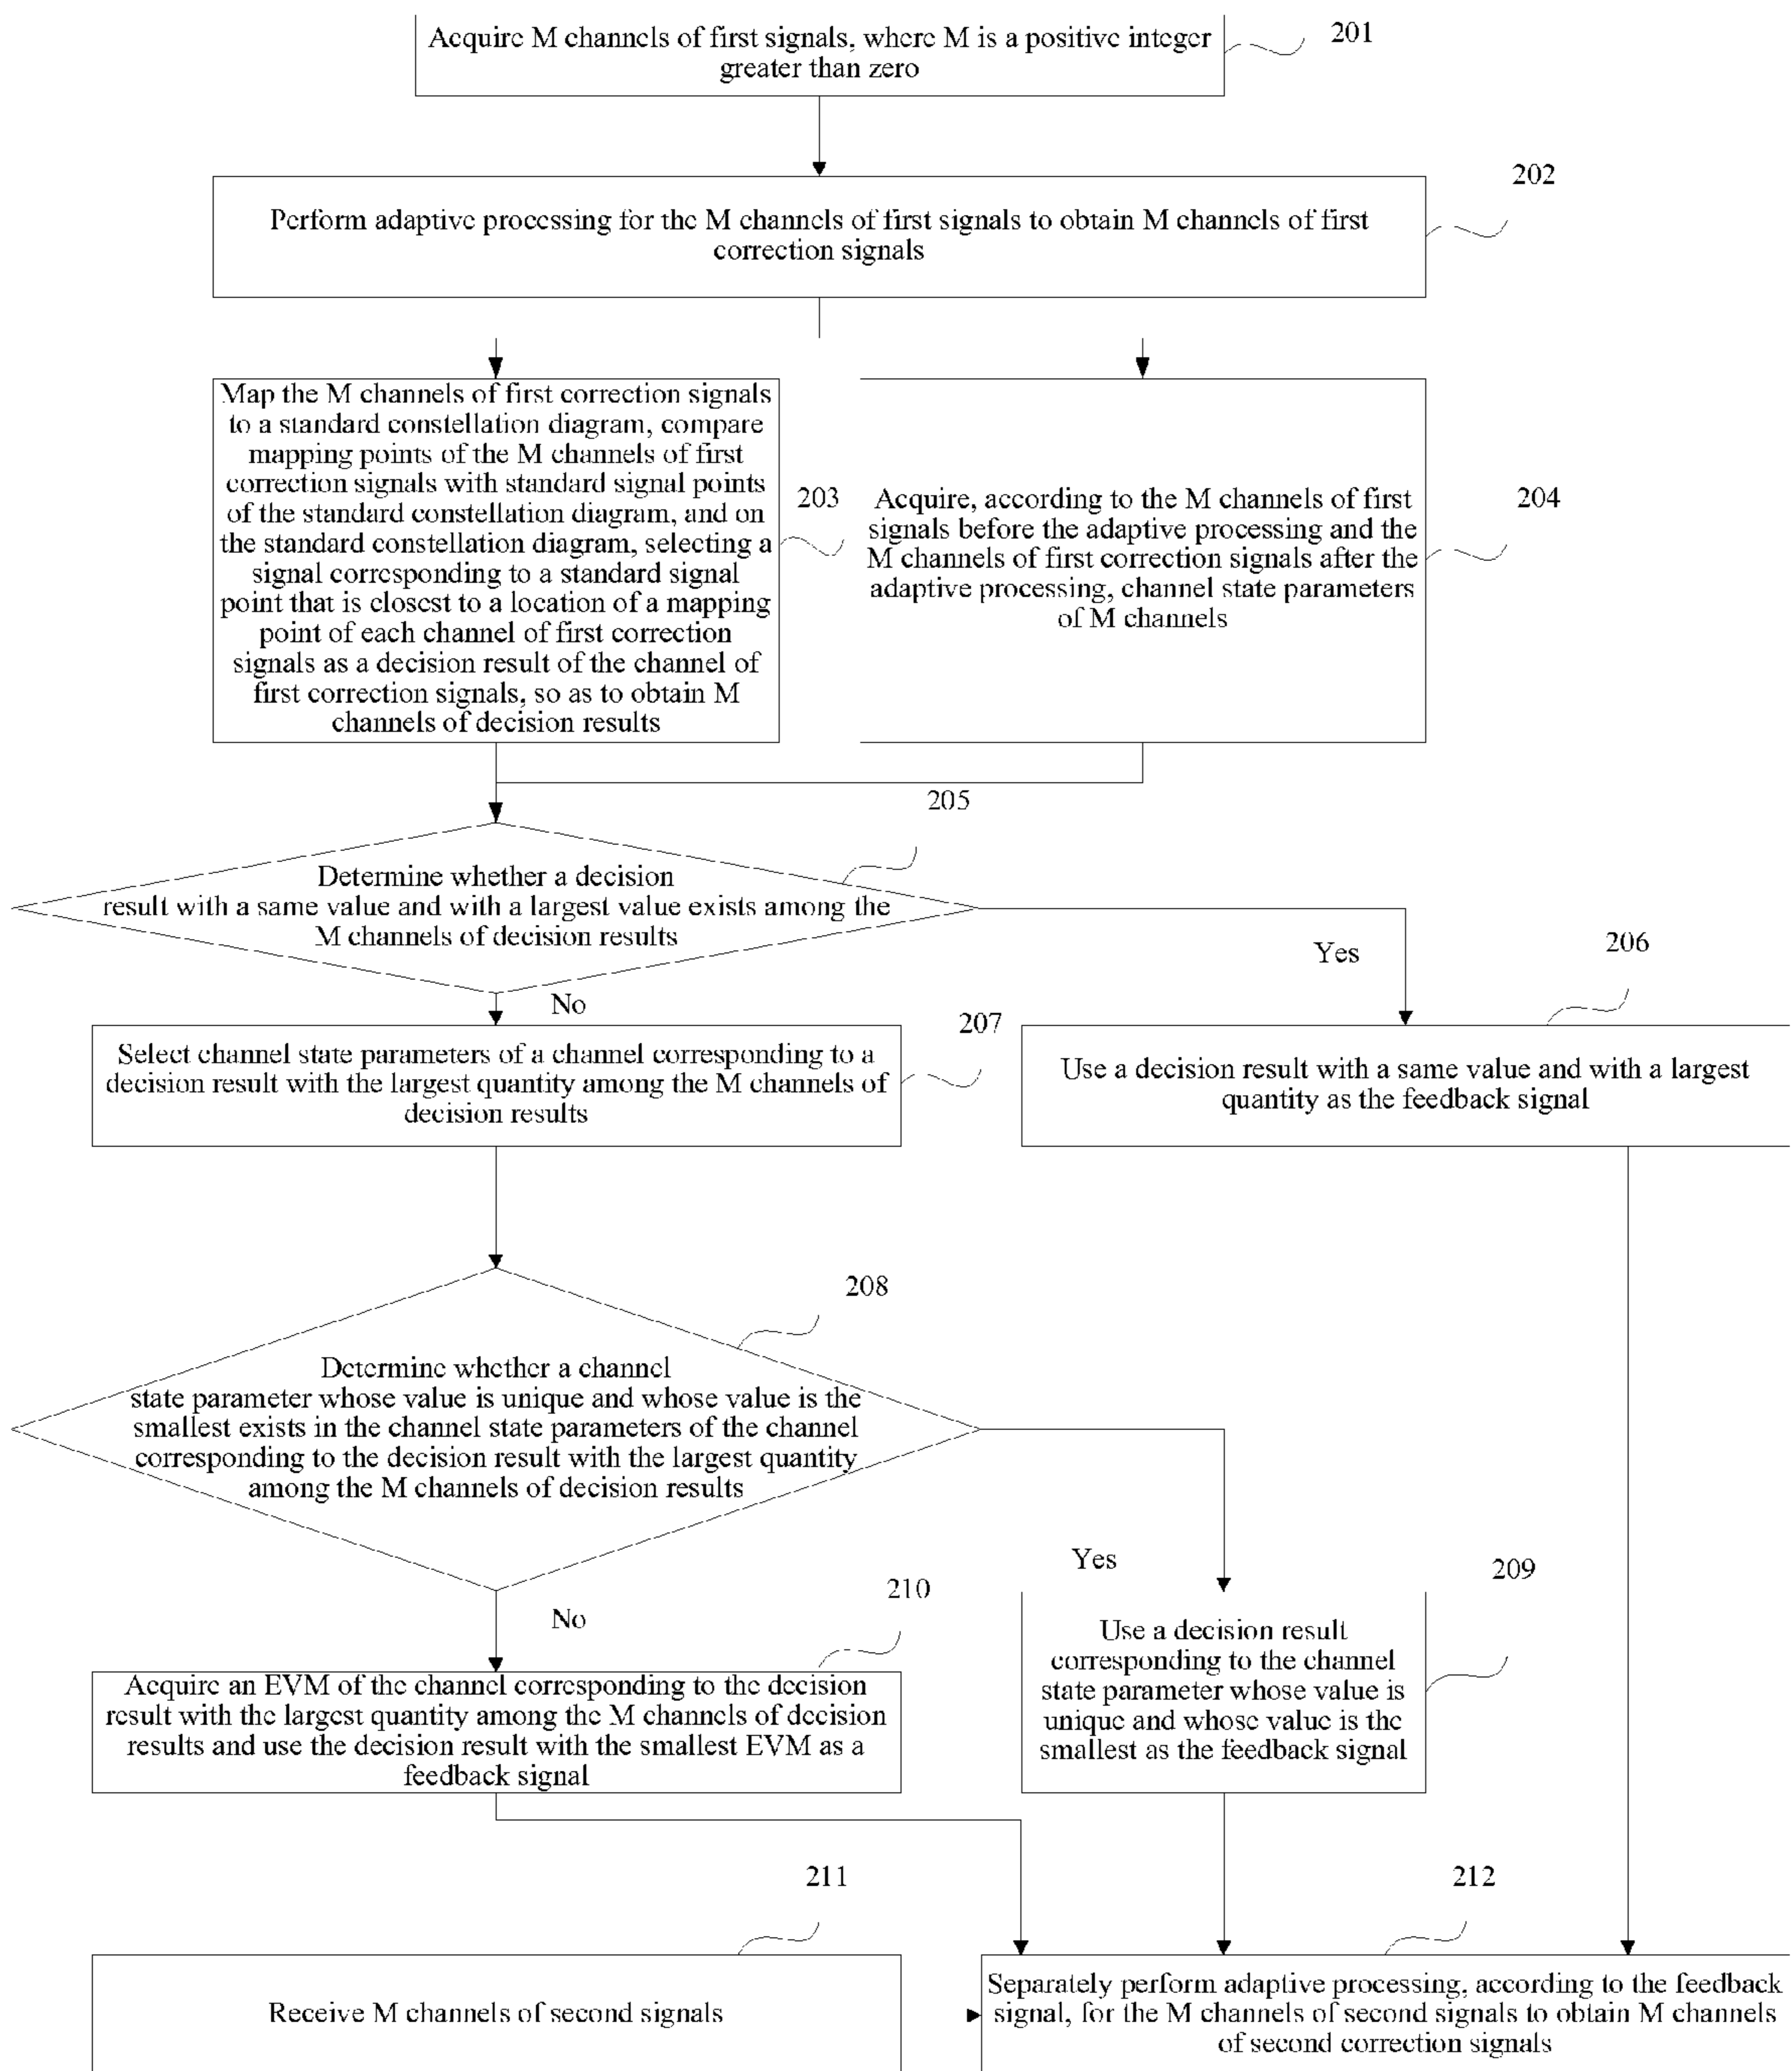 Acquire M channels of first signals, where M is a positive integer
greater than zero
201
202
Perform adaptive processing for the M channels of first signals to obtain M channels of first
correction signals
Map the M channels of first correction signals
to a standard constellation diagram, compare
mapping points of the M channels of first
correction signals with standard signal points
of the standard constellation diagram, and on
the standard constellation diagram, selecting a
signal corresponding to a standard signal
point that is closest to a location of a mapping
point of each channel of first correction
signals as a decision result of the channel of
first correction signals, so as to obtain M
channels of decision results
203
Acquire, according to the M channels of first
signals before the adaptive processing and the
M channels of first correction signals after the
adaptive processing, channel state parameters
of M channels
204
205
Determine whether a decision
result with a same value and with a largest value exists among the
M channels of decision results
Yes
206
No
207
Select channel state parameters of a channel corresponding to a
decision result with the largest quantity among the M channels of
decision results
Use a decision result with a same value and with a largest
quantity as the feedback signal
208
Determine whether a channel
state parameter whose value is unique and whose value is the
smallest exists in the channel state parameters of the channel
corresponding to the decision result with the largest quantity
among the M channels of decision results
Yes
209
210
No
Use a decision result
corresponding to the channel
state parameter whose value is
unique and whose value is the
smallest as the feedback signal
Acquire an EVM of the channel corresponding to the decision
result with the largest quantity among the M channels of decision
results and use the decision result with the smallest EVM as a
feedback signal
211
212
Receive M channels of second signals
Separately perform adaptive processing, according to the feedback
signal, for the M channels of second signals to obtain M channels
of second correction signals